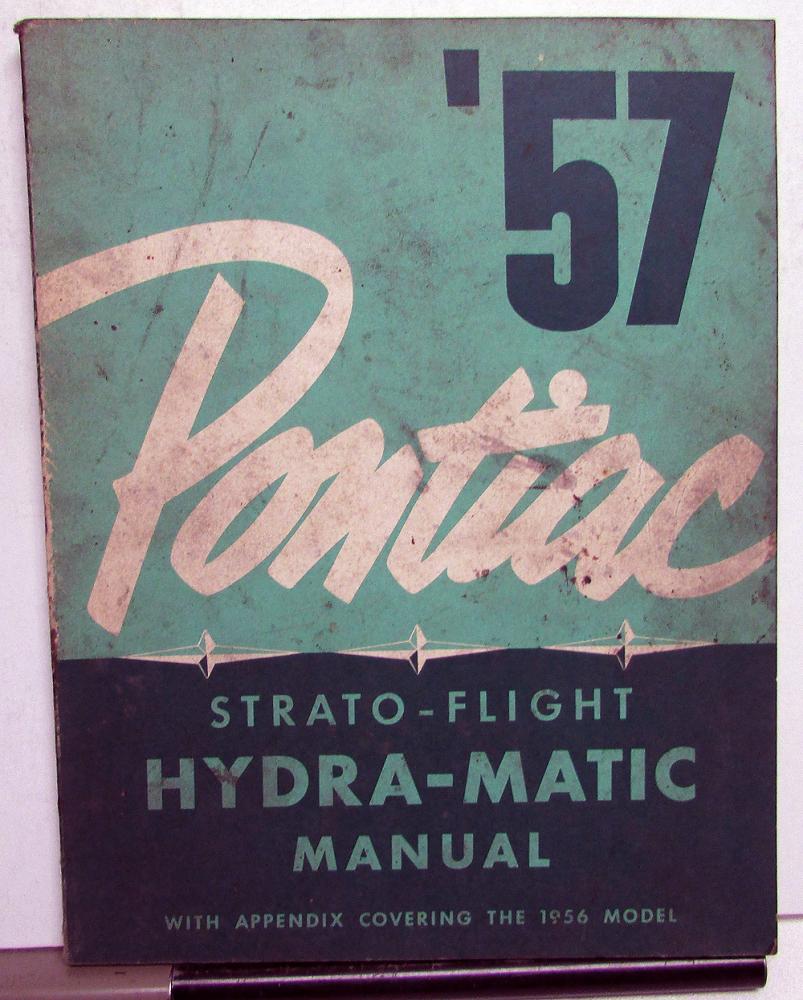 '57
Pontiac
STRATO-FLIGHT
HYDRA-MATIC
MANUAL
WITH APPENDIX COVERING THE 1956 MODEL